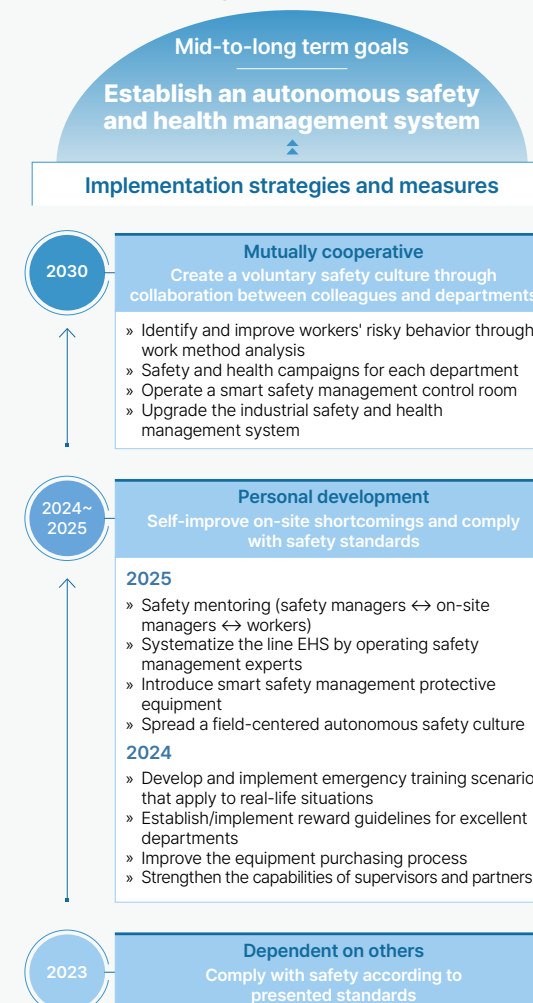 Mid-to-long term goals
Establish an autonomous safety
and health management system
Implementation strategies and measures
2030
Mutually cooperative
Create a voluntary safety culture through
collaboration between colleagues and departments
» Identify and improve workers' risky behavior through
work method analysis
» Safety and health campaigns for each department
» Operate a smart safety management control room
» Upgrade the industrial safety and health
management system
2024~
2025
Personal development
Self-improve on-site shortcomings and comply
with safety standards
2025
» Safety mentoring (safety managers ↔ on-site
managers ↔ workers)
» Systematize the line EHS by operating safety
management experts
» Introduce smart safety management protective
equipment
» Spread a field-centered autonomous safety culture
2024
» Develop and implement emergency training scenario
that apply to real-life situations
» Establish/implement reward guidelines for excellent
departments
» Improve the equipment purchasing process
» Strengthen the capabilities of supervisors and partners
2023
Dependent on others
Comply with safety according to
presented standards